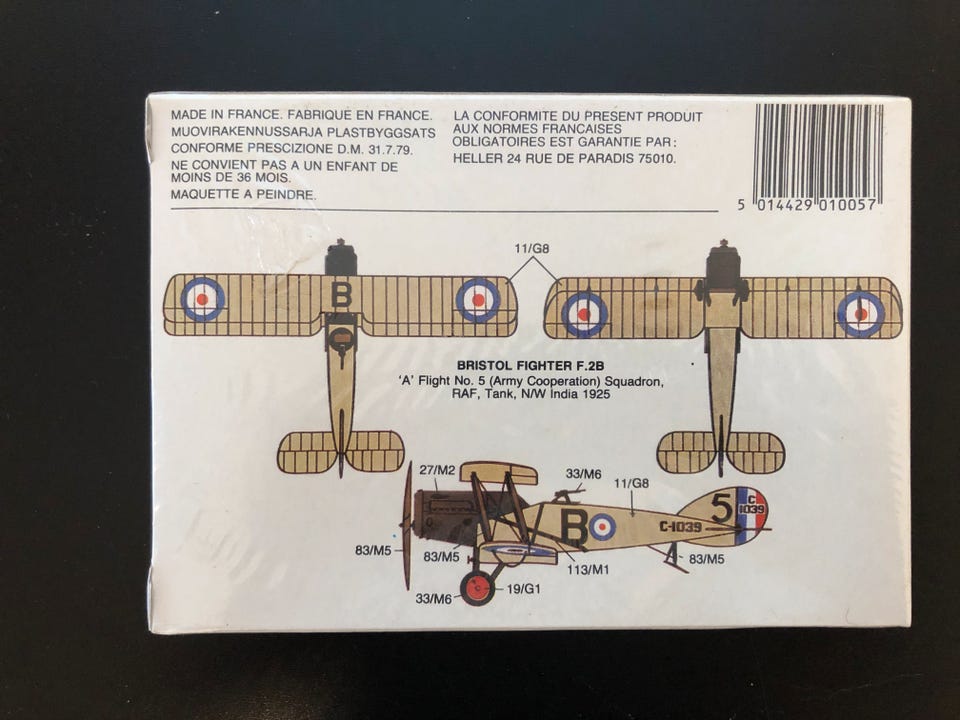 MADE IN FRANCE. FABRIQUE EN FRANCE.
MUOVIRAKENNUSSARJA PLASTBYGGSATS
CONFORME PRESCIZIONE D.M. 31.7.79.
NE CONVIENT PAS A UN ENFANT DE
MOINS DE 36 MOIS.
MAQUETTE A PEINDRE.
LA CONFORMITE DU PRESENT PRODUIT
AUX NORMES FRANCAISES
OBLIGATOIRES EST GARANTIE PAR:
HELLER 24 RUE DE PARADIS 75010.
5 014429 010057
11/G8
B
BRISTOL FIGHTER F.2B
'A' Flight No. 5 (Army Cooperation) Squadron,
RAF, Tank, N/W India 1925
27/M2
33/M6
11/G8
B
C-1039
5
C
1039
83/M5
83/M5
113/M1
83/M5
33/M6
19/G1